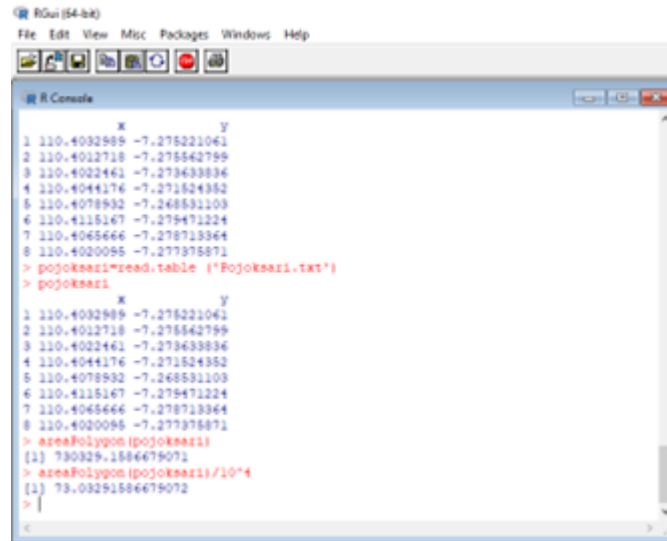 RGui (64-bit)
File Edit View Misc Packages Windows Help
R Console
x y
1 110.4032989 -7.275221061
2 110.4012718 -7.275562799
3 110.4022461 -7.273633836
4 110.4044176 -7.271524352
5 110.4078932 -7.268531103
6 110.4115167 -7.279471224
7 110.4065666 -7.278713364
8 110.4020095 -7.277375871
> pojoksari=read.table ("Pojoksari.txt")
> pojoksari
x y
1 110.4032989 -7.275221061
2 110.4012718 -7.275562799
3 110.4022461 -7.273633836
4 110.4044176 -7.271524352
5 110.4078932 -7.268531103
6 110.4115167 -7.279471224
7 110.4065666 -7.278713364
8 110.4020095 -7.277375871
> areaPolygon(pojoksari)
[1] 730329.1586679071
> areaPolygon(pojoksari)/10^4
[1] 73.03291586679072
>